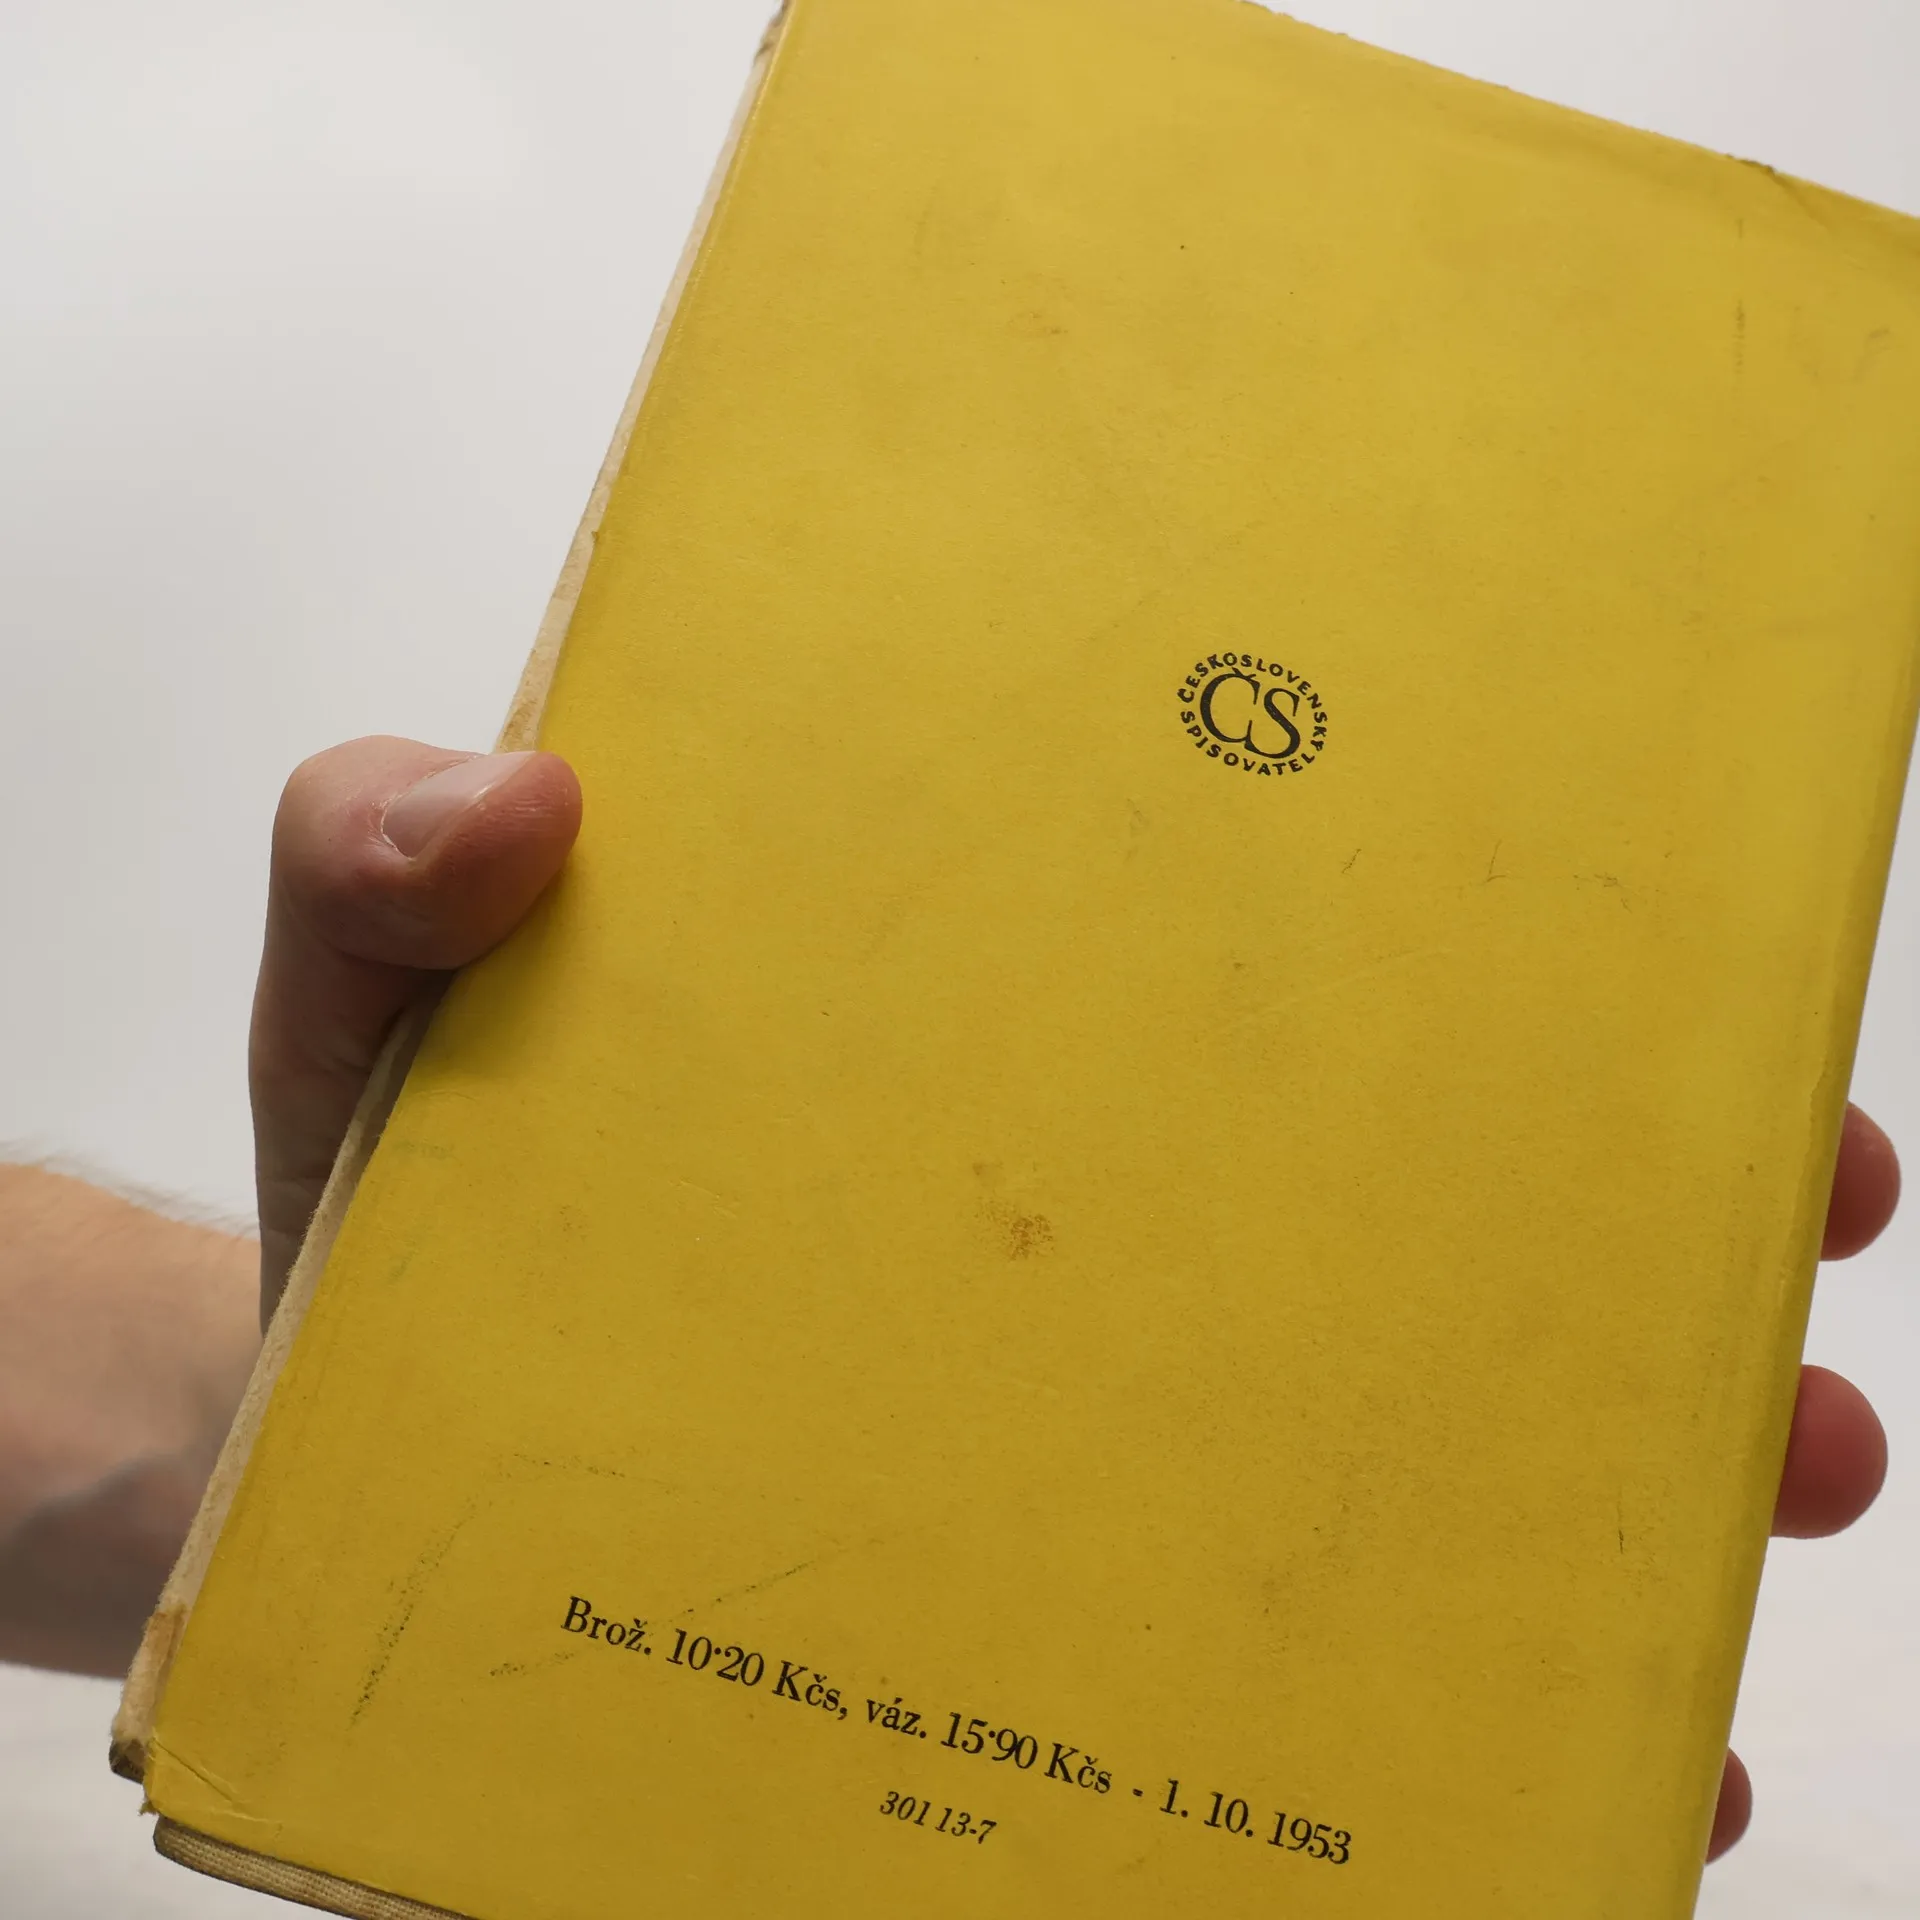 ČESKOSLOVENSKÝ
ČS
SPISOVATEL
Brož. 10·20 Kčs, váz. 15·90 Kčs - 1. 10. 1953
301 13-7